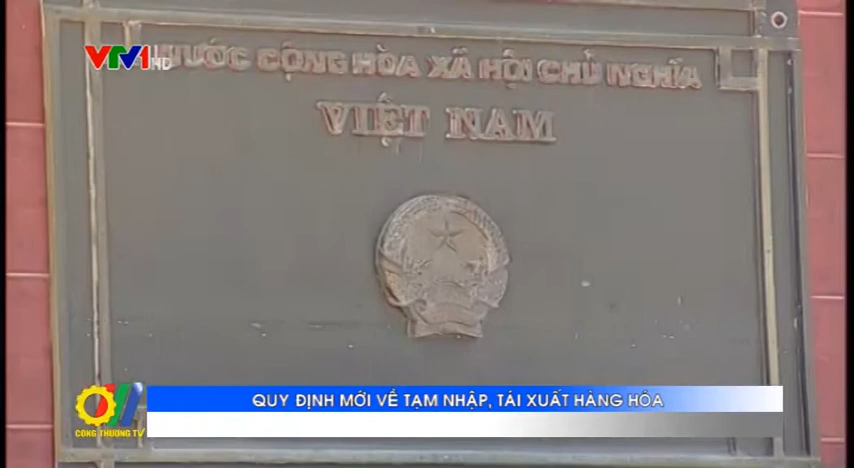 VTV1 HD
NƯỚC CỘNG HÒA XÃ HỘI CHỦ NGHĨA
VIỆT NAM
QUY ĐỊNH MỚI VỀ TẠM NHẬP, TÁI XUẤT HÀNG HÓA
CÔNG THƯƠNG TV